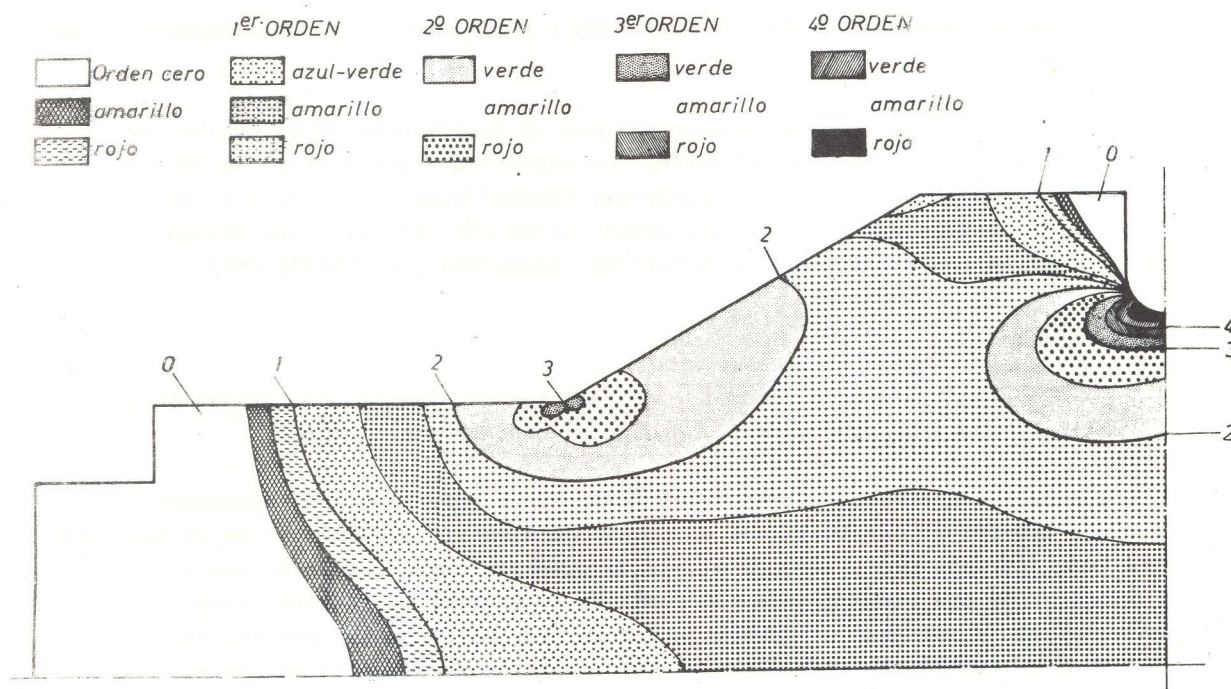 1er. ORDEN 2º ORDEN 3er ORDEN 4º ORDEN
Orden cero azul-verde verde verde verde
amarillo amarillo amarillo amarillo amarillo
rojo rojo rojo rojo rojo
1 0
2
4
3
0 1 2 3
2